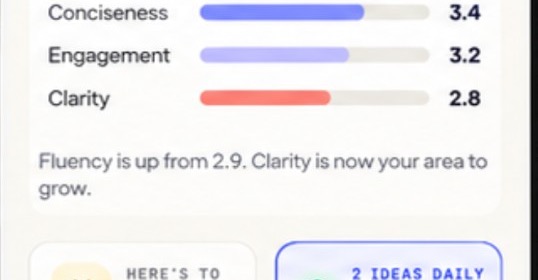 Conciseness 3.4
Engagement 3.2
Clarity 2.8
Fluency is up from 2.9. Clarity is now your area to
grow.
HERE'S TO
2 IDEAS DAILY